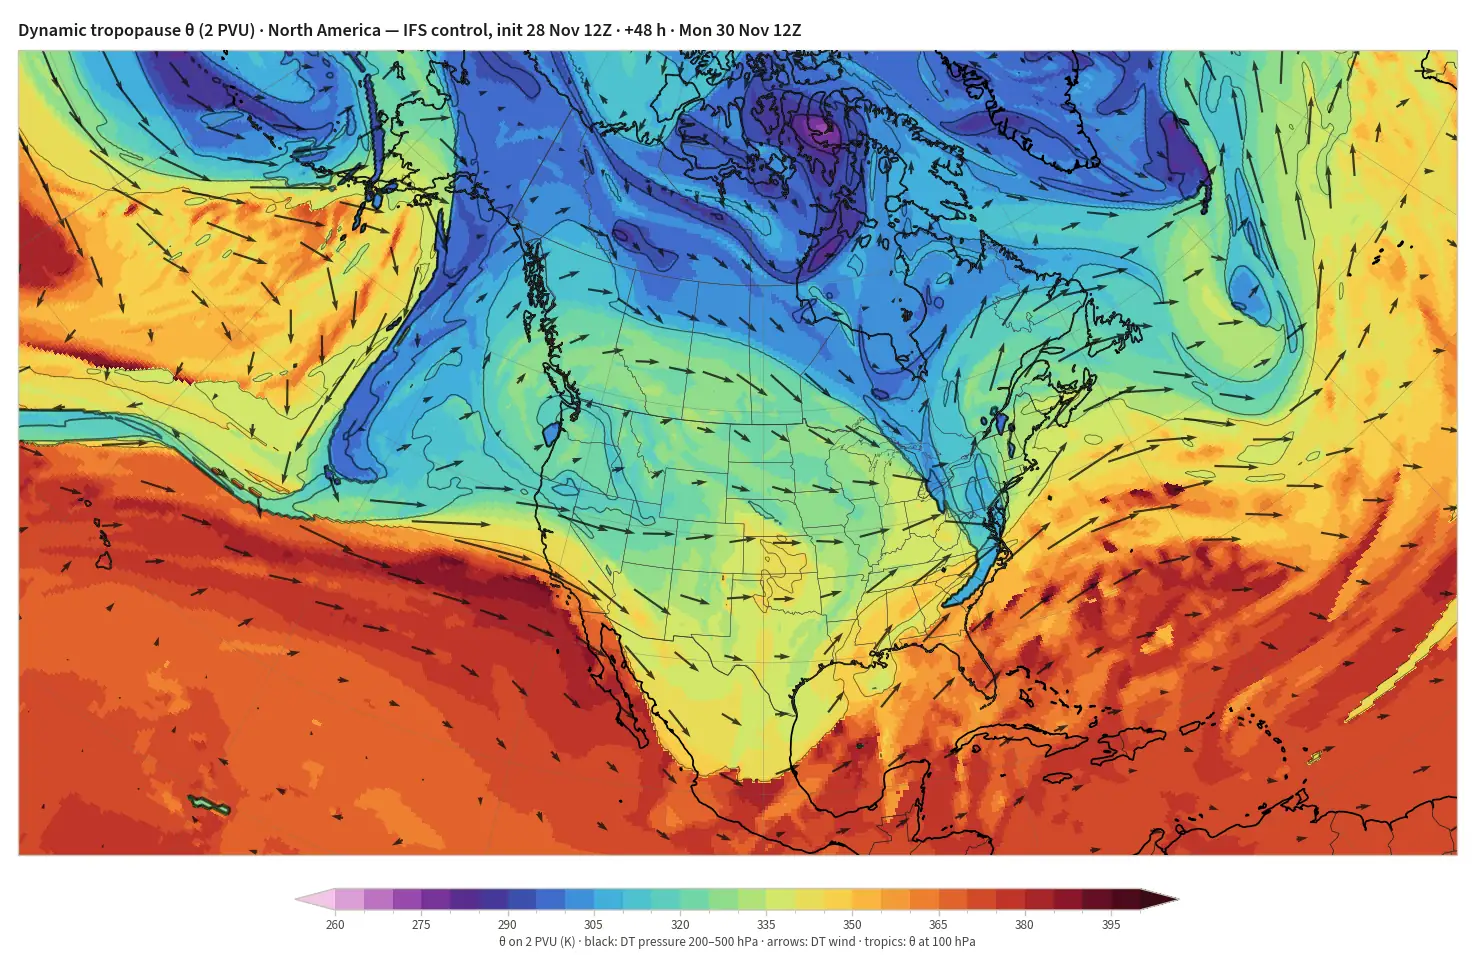 Dynamic tropopause θ (2 PVU) · North America — IFS control, init 28 Nov 12Z · +48 h · Mon 30 Nov 12Z
260 275 290 305 320 335 350 365 380 395
θ on 2 PVU (K) · black: DT pressure 200–500 hPa · arrows: DT wind · tropics: θ at 100 hPa